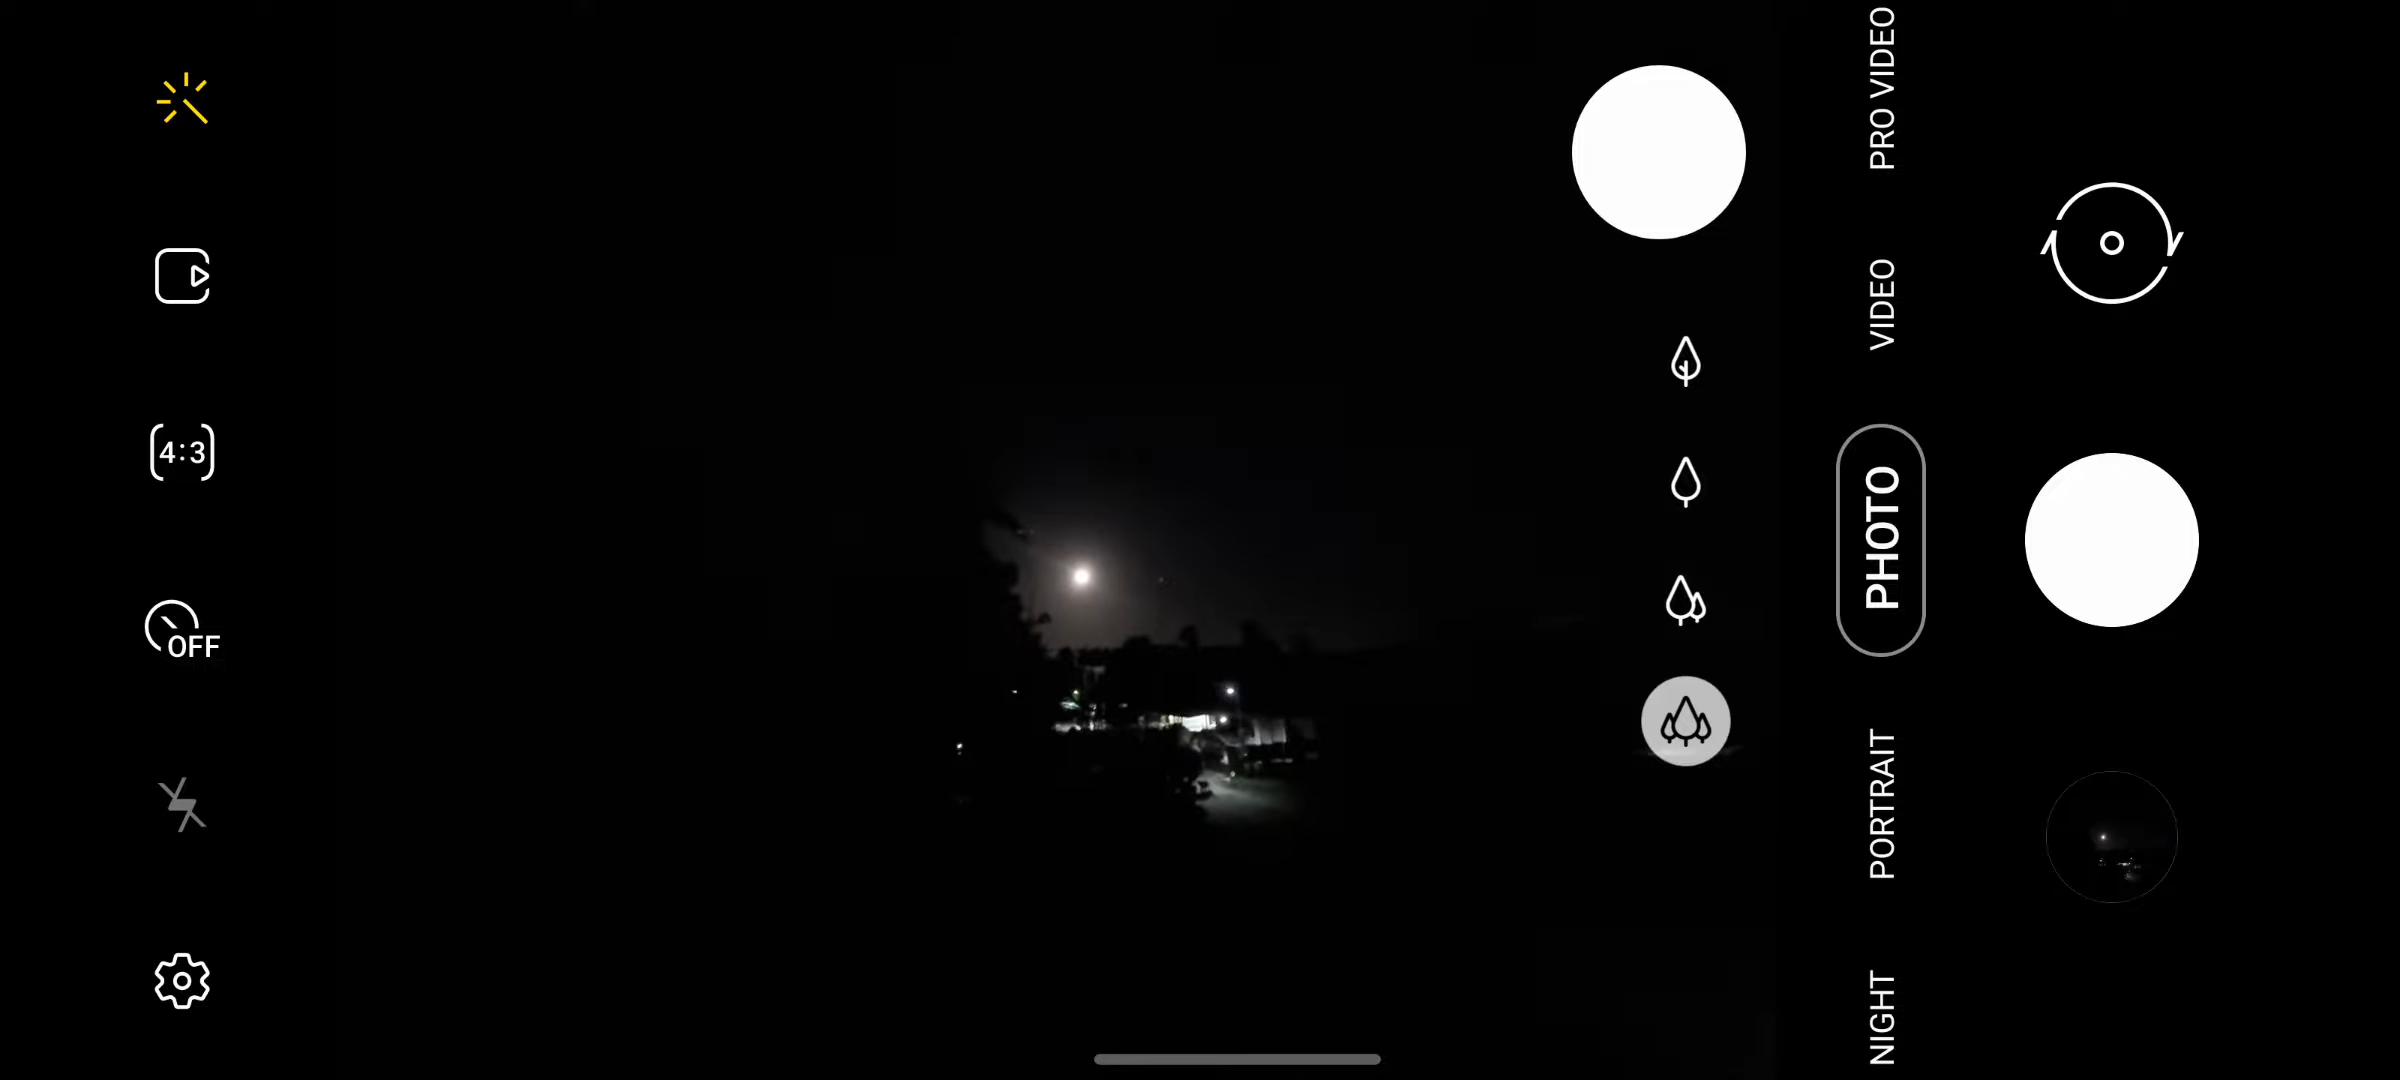 4:3
OFF
PRO VIDEO
VIDEO
PHOTO
PORTRAIT
NIGHT